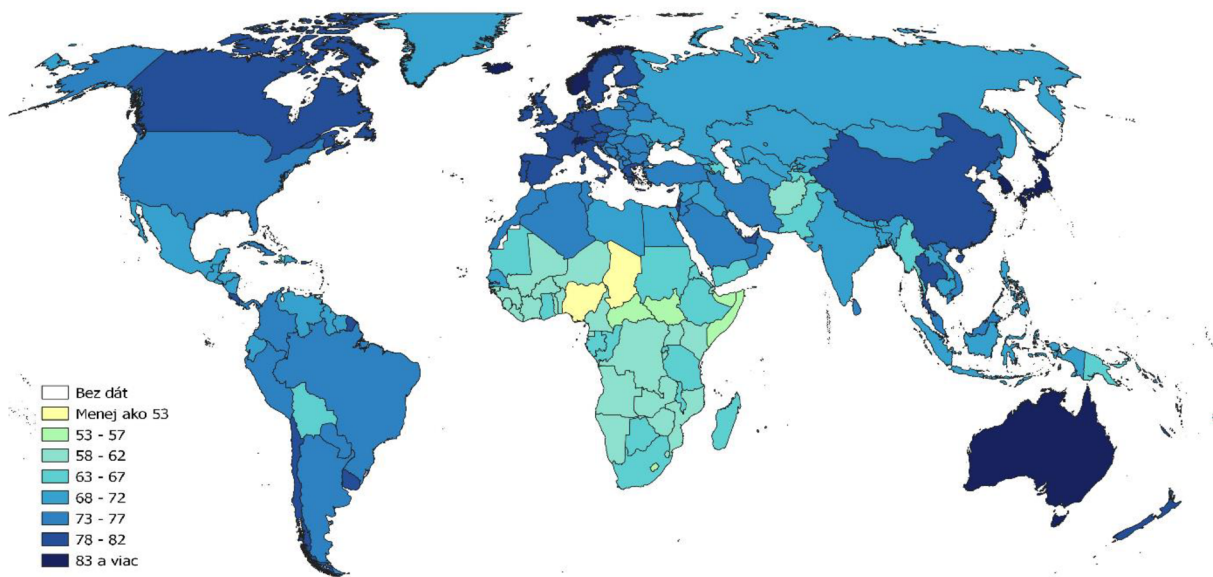 Bez dát
Menej ako 53
53 - 57
58 - 62
63 - 67
68 - 72
73 - 77
78 - 82
83 a viac